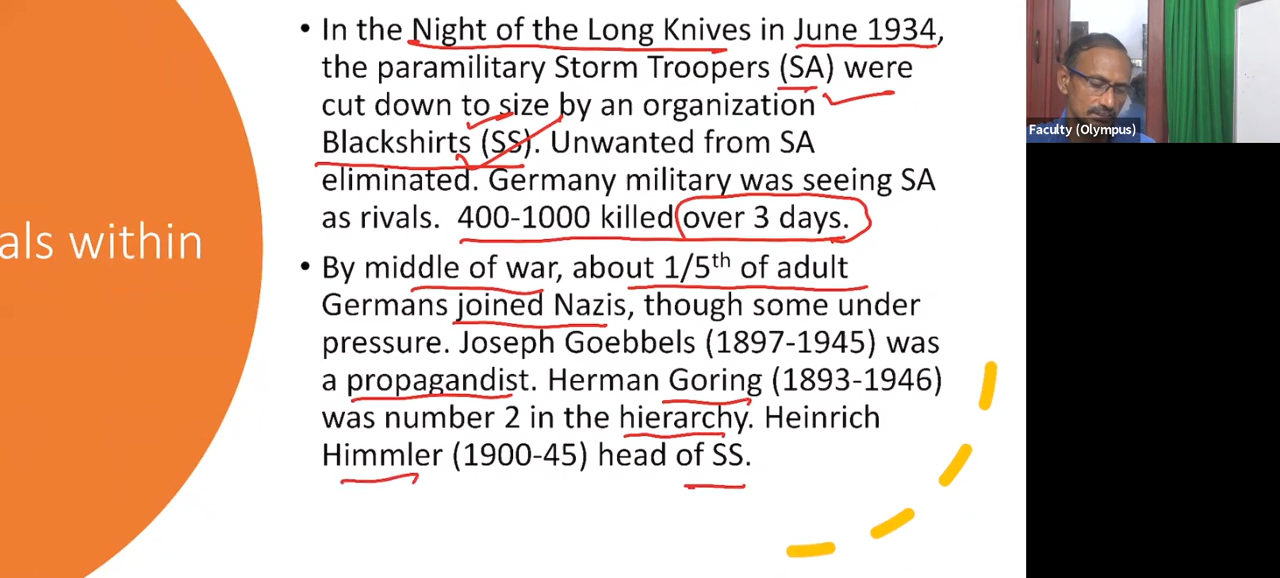 als within
• In the Night of the Long Knives in June 1934,
the paramilitary Storm Troopers (SA) were
cut down to size by an organization
Blackshirts (SS). Unwanted from SA
eliminated. Germany military was seeing SA
as rivals. 400-1000 killed over 3 days.
• By middle of war, about 1/5th of adult
Germans joined Nazis, though some under
pressure. Joseph Goebbels (1897-1945) was
a propagandist. Herman Goring (1893-1946)
was number 2 in the hierarchy. Heinrich
Himmler (1900-45) head of SS.
Faculty (Olympus)